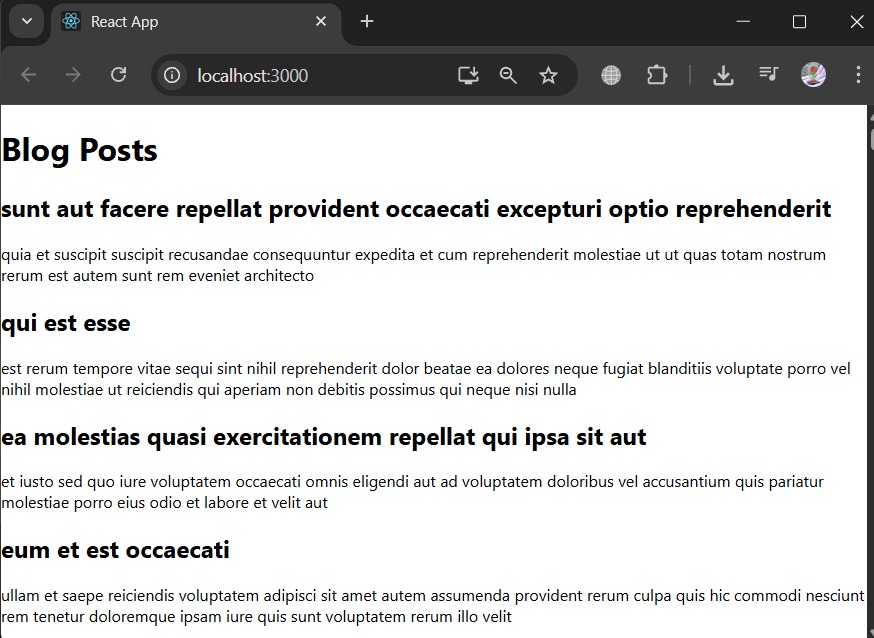 React App
localhost:3000
Blog Posts
sunt aut facere repellat provident occaecati excepturi optio reprehenderit
quia et suscipit suscipit recusandae consequuntur expedita et cum reprehenderit molestiae ut ut quas totam nostrum
rerum est autem sunt rem eveniet architecto
qui est esse
est rerum tempore vitae sequi sint nihil reprehenderit dolor beatae ea dolores neque fugiat blanditiis voluptate porro vel
nihil molestiae ut reiciendis qui aperiam non debitis possimus qui neque nisi nulla
ea molestias quasi exercitationem repellat qui ipsa sit aut
et iusto sed quo iure voluptatem occaecati omnis eligendi aut ad voluptatem doloribus vel accusantium quis pariatur
molestiae porro eius odio et labore et velit aut
eum et est occaecati
ullam et saepe reiciendis voluptatem adipisci sit amet autem assumenda provident rerum culpa quis hic commodi nesciunt
rem tenetur doloremque ipsam iure quis sunt voluptatem rerum illo velit